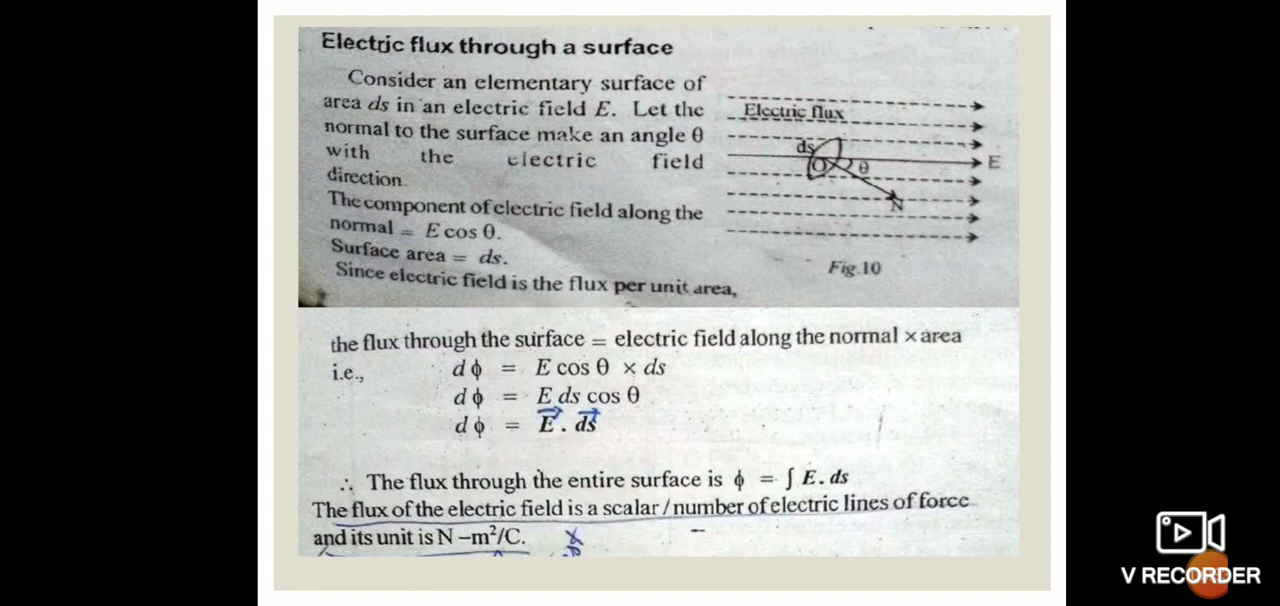 Electric flux through a surface
Consider an elementary surface of
area ds in an electric field E. Let the
normal to the surface make an angle θ
with the electric field
direction.
The component of electric field along the
normal = E cos θ.
Surface area = ds.
Since electric field is the flux per unit area,
Electric flux
ds
O
θ
E
N
Fig.10
the flux through the surface = electric field along the normal × area
i.e., d ϕ = E cos θ × ds
d ϕ = E ds cos θ
d ϕ = E⃗ . ds⃗
∴ The flux through the entire surface is ϕ = ∫ E . ds
The flux of the electric field is a scalar / number of electric lines of force
and its unit is N –m²/C.
V RECORDER